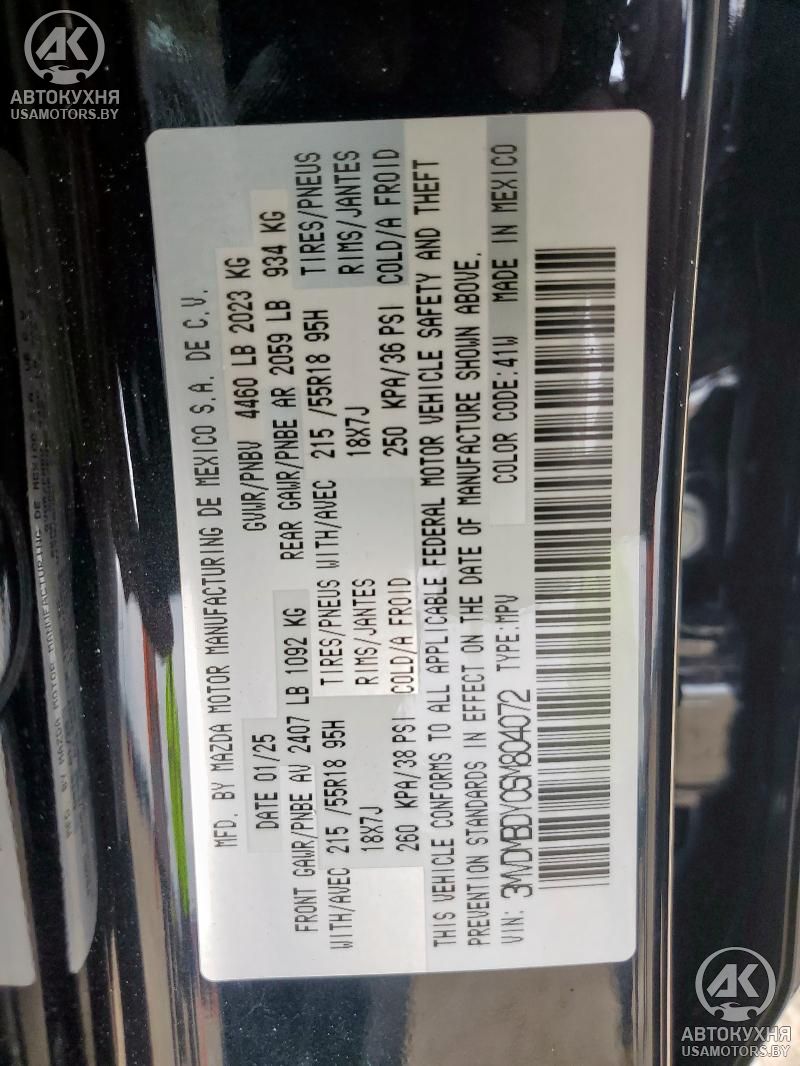 AK
АВТОКУХНЯ
USAMOTORS.BY
MFD. BY MAZDA MOTOR MANUFACTURING DE MEXICO S.A. DE C.V.
DATE 01/25 GVWR/PNBV 4460 LB 2023 KG
FRONT GAWR/PNBE AV 2407 LB 1092 KG REAR GAWR/PNBE AR 2059 LB 934 KG
WITH/AVEC 215 /55R18 95H TIRES/PNEUS WITH/AVEC 215 /55R18 95H TIRES/PNEUS
18X7J RIMS/JANTES 18X7J RIMS/JANTES
260 KPA/38 PSI COLD/A FROID 250 KPA/36 PSI COLD/A FROID
THIS VEHICLE CONFORMS TO ALL APPLICABLE FEDERAL MOTOR VEHICLE SAFETY AND THEFT
PREVENTION STANDARDS IN EFFECT ON THE DATE OF MANUFACTURE SHOWN ABOVE.
VIN: 3MVDMBDY0SM804072 TYPE:MPV COLOR CODE:41W MADE IN MEXICO
AK
АВТОКУХНЯ
USAMOTORS.BY